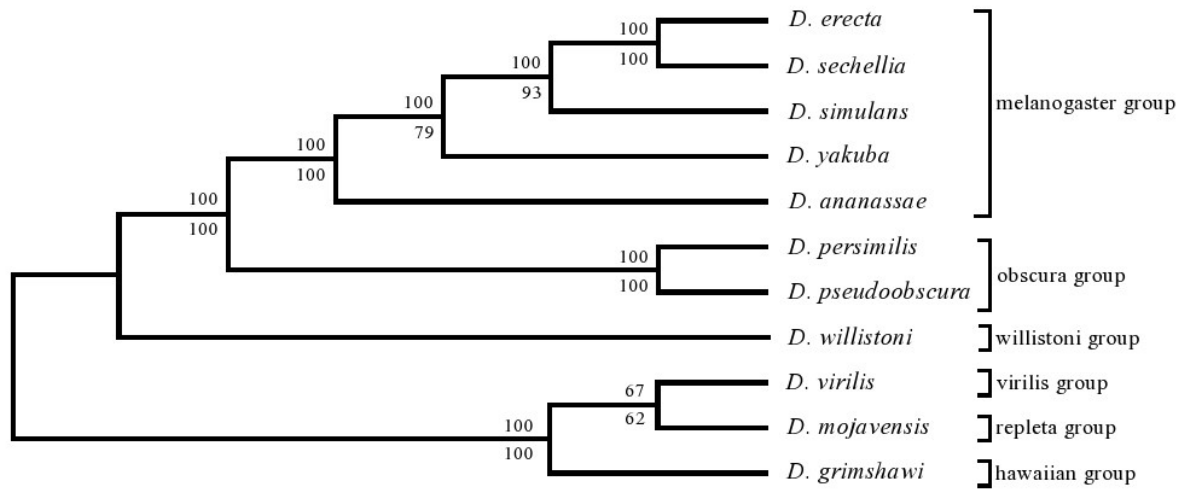 D. erecta
100
100
D. sechellia
100
93
D. simulans
melanogaster group
100
79
D. yakuba
100
100
D. ananassae
100
100
D. persimilis
100
100
obscura group
D. pseudoobscura
D. willistoni
willistoni group
D. virilis
virilis group
67
62
D. mojavensis
repleta group
100
100
D. grimshawi
hawaiian group